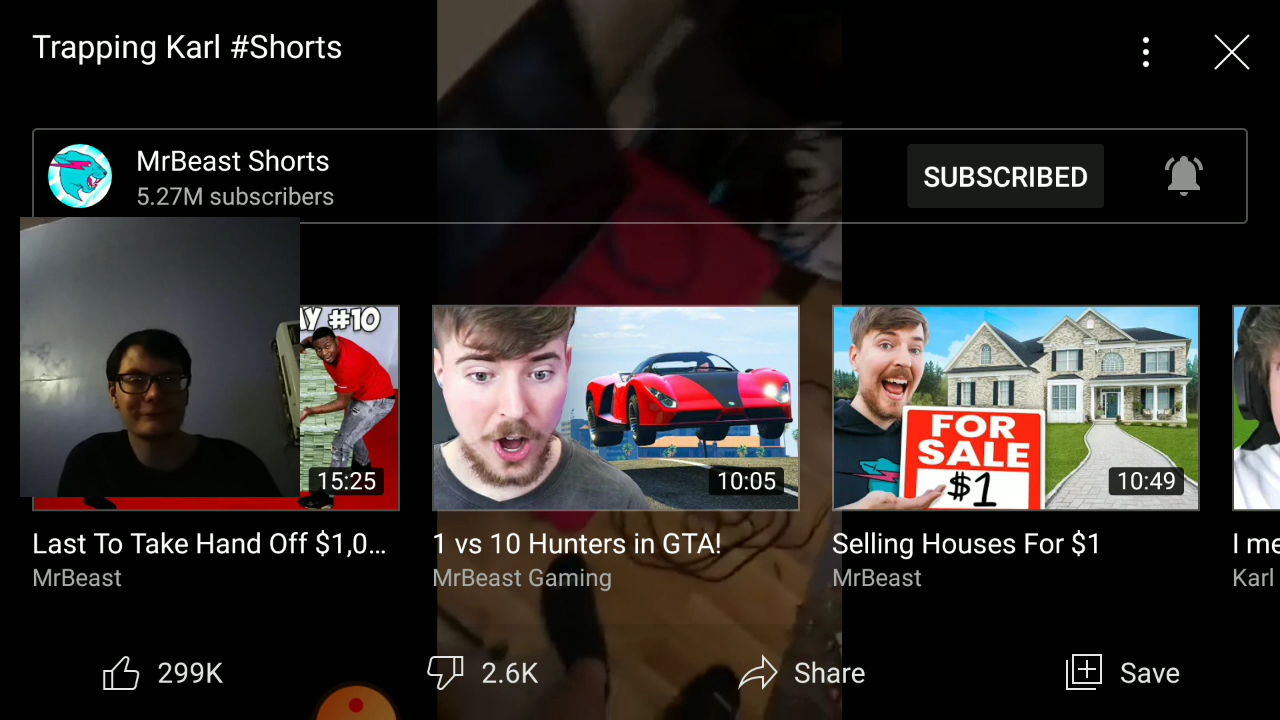 Trapping Karl #Shorts
MrBeast Shorts
5.27M subscribers
SUBSCRIBED
#10
15:25
10:05
FOR
SALE
$1
10:49
Last To Take Hand Off $1,0...
1 vs 10 Hunters in GTA!
Selling Houses For $1
I me
MrBeast
MrBeast Gaming
MrBeast
Karl
299K
2.6K
Share
Save